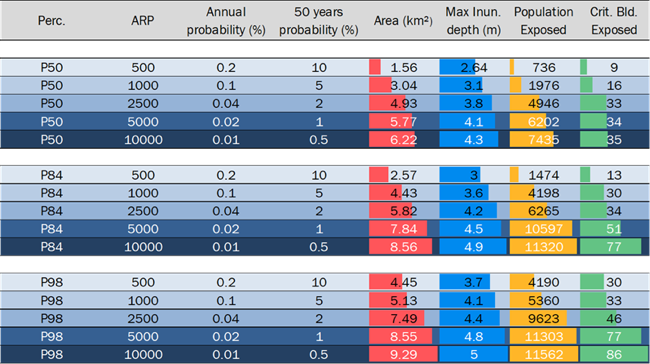 Perc. ARP Annual probability (%) 50 years probability (%) Area (km²) Max Inun. depth (m) Population Exposed Crit. Bld. Exposed
P50 500 0.2 10 1.56 2.64 736 9
P50 1000 0.1 5 3.04 3.1 1976 16
P50 2500 0.04 2 4.93 3.8 4946 33
P50 5000 0.02 1 5.77 4.1 6202 34
P50 10000 0.01 0.5 6.22 4.3 7435 35
P84 500 0.2 10 2.57 3 1474 13
P84 1000 0.1 5 4.43 3.6 4198 30
P84 2500 0.04 2 5.82 4.2 6265 34
P84 5000 0.02 1 7.84 4.5 10597 51
P84 10000 0.01 0.5 8.56 4.9 11320 77
P98 500 0.2 10 4.45 3.7 4190 30
P98 1000 0.1 5 5.13 4.1 5360 33
P98 2500 0.04 2 7.49 4.4 9623 46
P98 5000 0.02 1 8.55 4.8 11303 77
P98 10000 0.01 0.5 9.29 5 11562 86